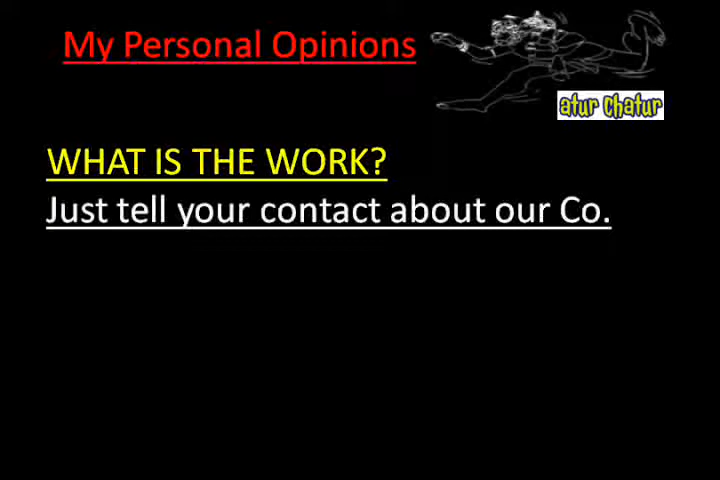 My Personal Opinions
atur Chatur
WHAT IS THE WORK?
Just tell your contact about our Co.